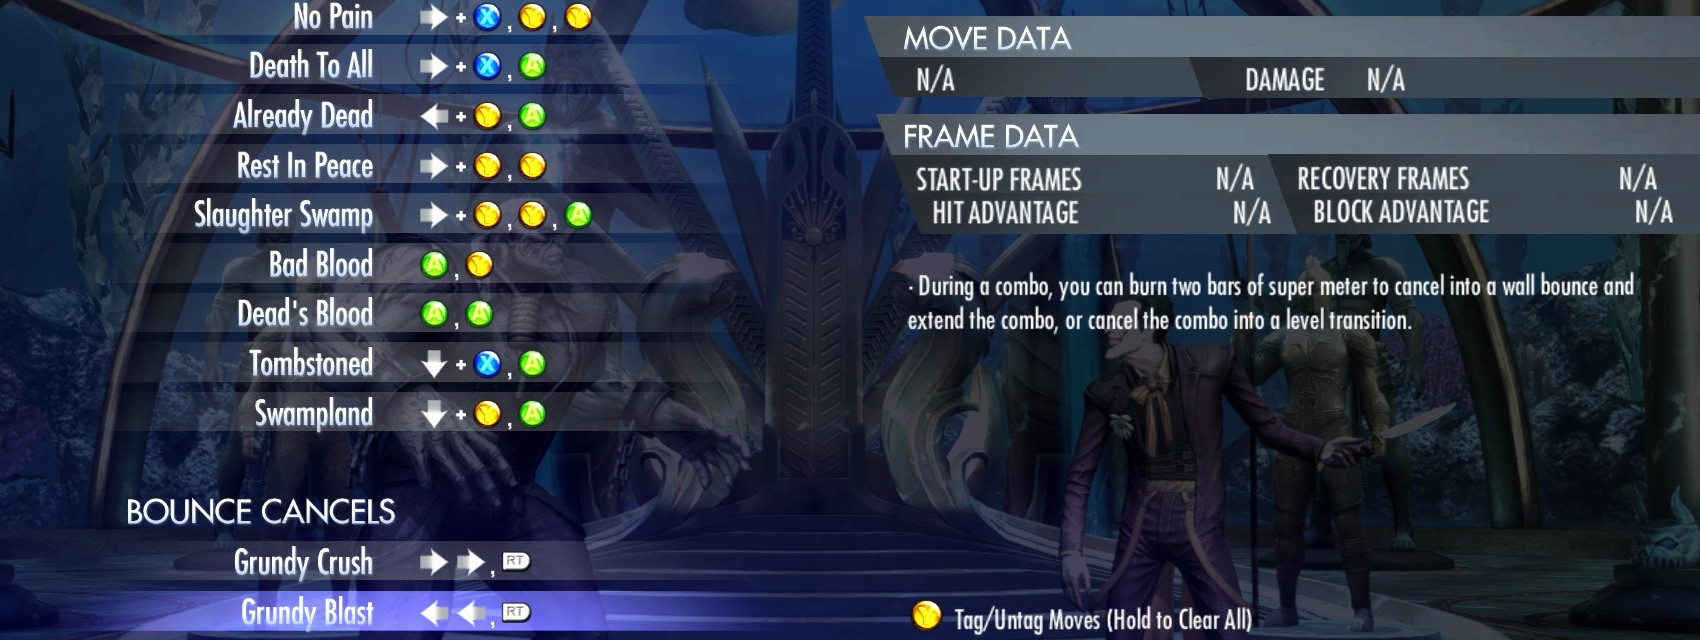 No Pain + X , Y , Y
Death To All + X , A
Already Dead + Y , A
Rest In Peace + Y , Y
Slaughter Swamp + Y , Y , A
Bad Blood A , Y
Dead's Blood A , A
Tombstoned + X , A
Swampland + Y , A
BOUNCE CANCELS
Grundy Crush , RT
Grundy Blast , RT
MOVE DATA
N/A DAMAGE N/A
FRAME DATA
START-UP FRAMES N/A RECOVERY FRAMES N/A
HIT ADVANTAGE N/A BLOCK ADVANTAGE N/A
· During a combo, you can burn two bars of super meter to cancel into a wall bounce and
extend the combo, or cancel the combo into a level transition.
Y Tag/Untag Moves (Hold to Clear All)